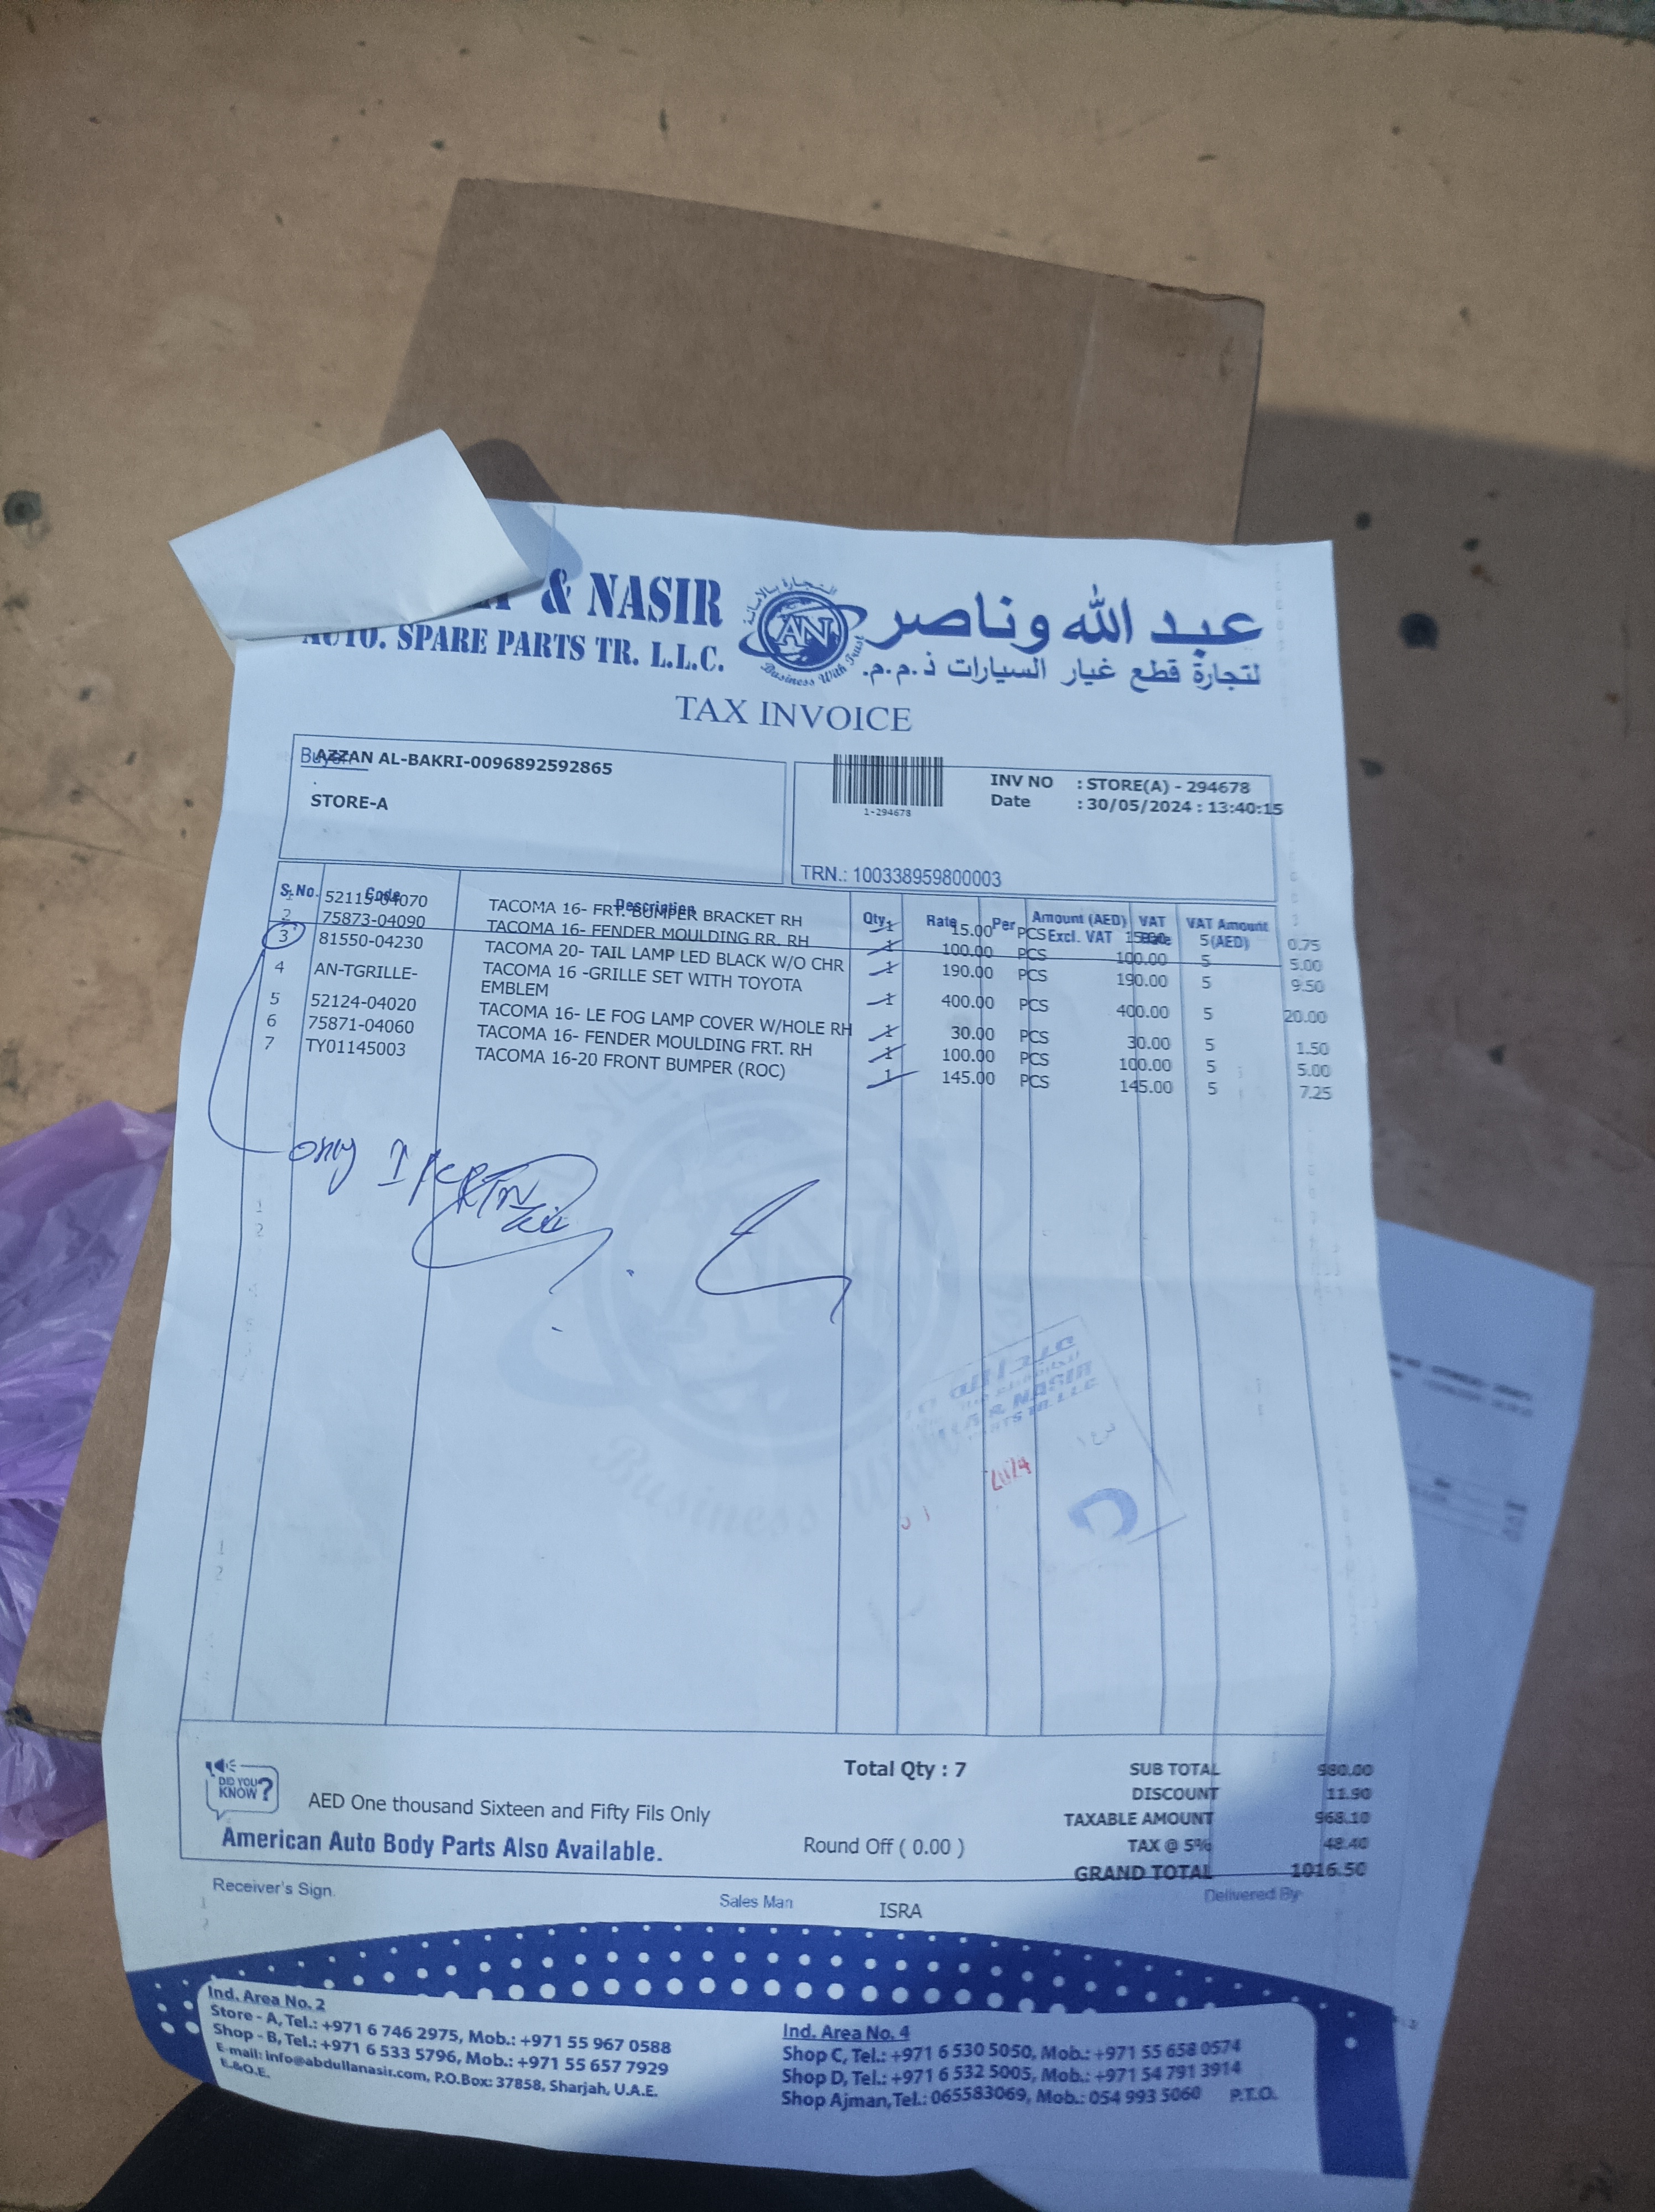 & NASIR
AUTO. SPARE PARTS TR. L.L.C.
AN
Business With Trust
عبد الله وناصر
لتجارة قطع غيار السيارات ذ.م.م.
TAX INVOICE
Buyer:
AZZAN AL-BAKRI-0096892592865
.
STORE-A
1-294678
INV NO : STORE(A) - 294678
Date : 30/05/2024 : 13:40:15
TRN.: 100338959800003
S.No. Code Description Qty. Rate Per Amount (AED) Excl. VAT VAT Rate VAT Amount (AED)
1 52115-04070 TACOMA 16- FRT. BUMPER BRACKET RH 1 15.00 PCS 15.00 5 0.75
2 75873-04090 TACOMA 16- FENDER MOULDING RR. RH 1 100.00 PCS 100.00 5 5.00
3 81550-04230 TACOMA 20- TAIL LAMP LED BLACK W/O CHR 1 190.00 PCS 190.00 5 9.50
4 AN-TGRILLE- TACOMA 16 -GRILLE SET WITH TOYOTA 1 400.00 PCS 400.00 5 20.00
EMBLEM
5 52124-04020 TACOMA 16- LE FOG LAMP COVER W/HOLE RH 1 30.00 PCS 30.00 5 1.50
6 75871-04060 TACOMA 16- FENDER MOULDING FRT. RH 1 100.00 PCS 100.00 5 5.00
7 TY01145003 TACOMA 16-20 FRONT BUMPER (ROC) 1 145.00 PCS 145.00 5 7.25
only 1
& NASIR
2024
DID YOU
KNOW?
Total Qty : 7
SUB TOTAL 980.00
DISCOUNT 11.90
TAXABLE AMOUNT 968.10
TAX @ 5% 48.40
GRAND TOTAL 1016.50
AED One thousand Sixteen and Fifty Fils Only
Round Off ( 0.00 )
American Auto Body Parts Also Available.
Receiver's Sign.
Sales Man
ISRA
Delivered By
Ind. Area No. 2
Store - A, Tel.: +971 6 746 2975, Mob.: +971 55 967 0588
Shop - B, Tel.: +971 6 533 5796, Mob.: +971 55 657 7929
E-mail: info@abdullanasir.com, P.O.Box: 37858, Sharjah, U.A.E.
E.&O.E.
Ind. Area No. 4
Shop C, Tel.: +971 6 530 5050, Mob.: +971 55 658 0574
Shop D, Tel.: +971 6 532 5005, Mob.: +971 54 791 3914
Shop Ajman, Tel.: 065583069, Mob.: 054 993 5060
P.T.O.